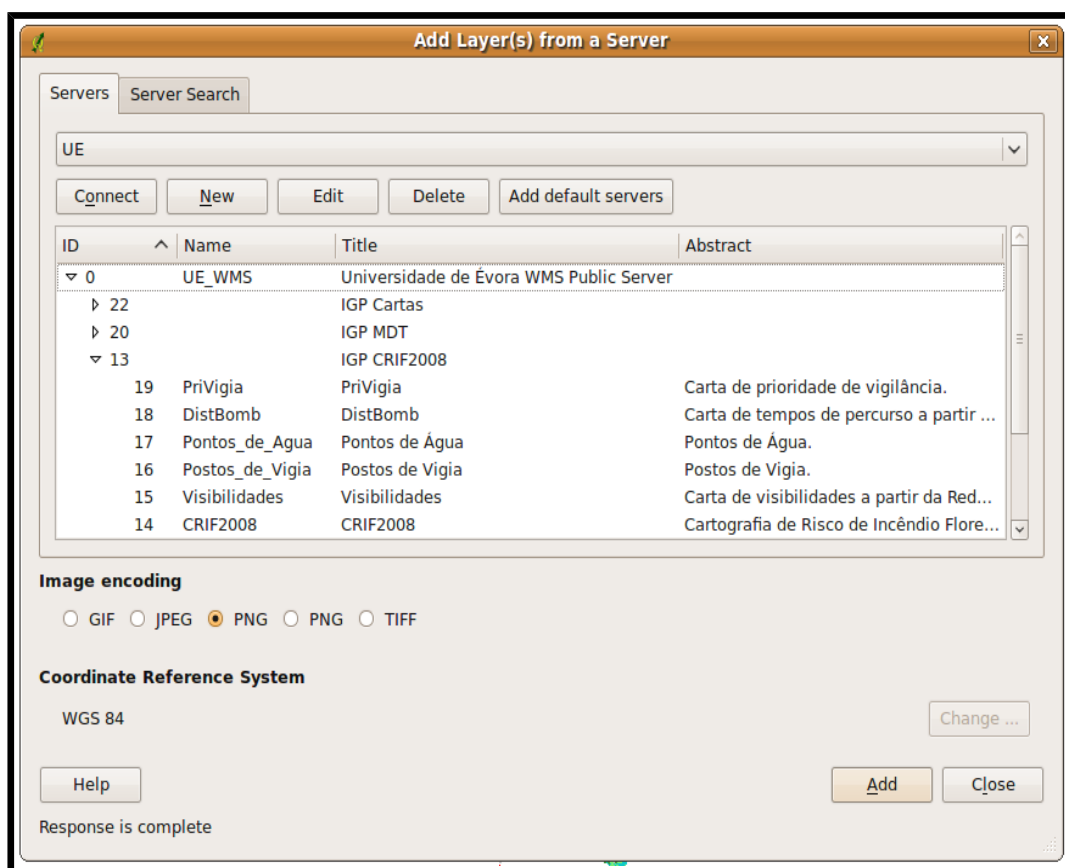 Add Layer(s) from a Server
Servers Server Search
UE
Connect New Edit Delete Add default servers
ID Name Title Abstract
0 UE_WMS Universidade de Évora WMS Public Server
22 IGP Cartas
20 IGP MDT
13 IGP CRIF2008
19 PriVigia PriVigia Carta de prioridade de vigilância.
18 DistBomb DistBomb Carta de tempos de percurso a partir ...
17 Pontos_de_Agua Pontos de Água Pontos de Água.
16 Postos_de_Vigia Postos de Vigia Postos de Vigia.
15 Visibilidades Visibilidades Carta de visibilidades a partir da Red...
14 CRIF2008 CRIF2008 Cartografia de Risco de Incêndio Flore...
Image encoding
GIF JPEG PNG PNG TIFF
Coordinate Reference System
WGS 84 Change ...
Help Add Close
Response is complete